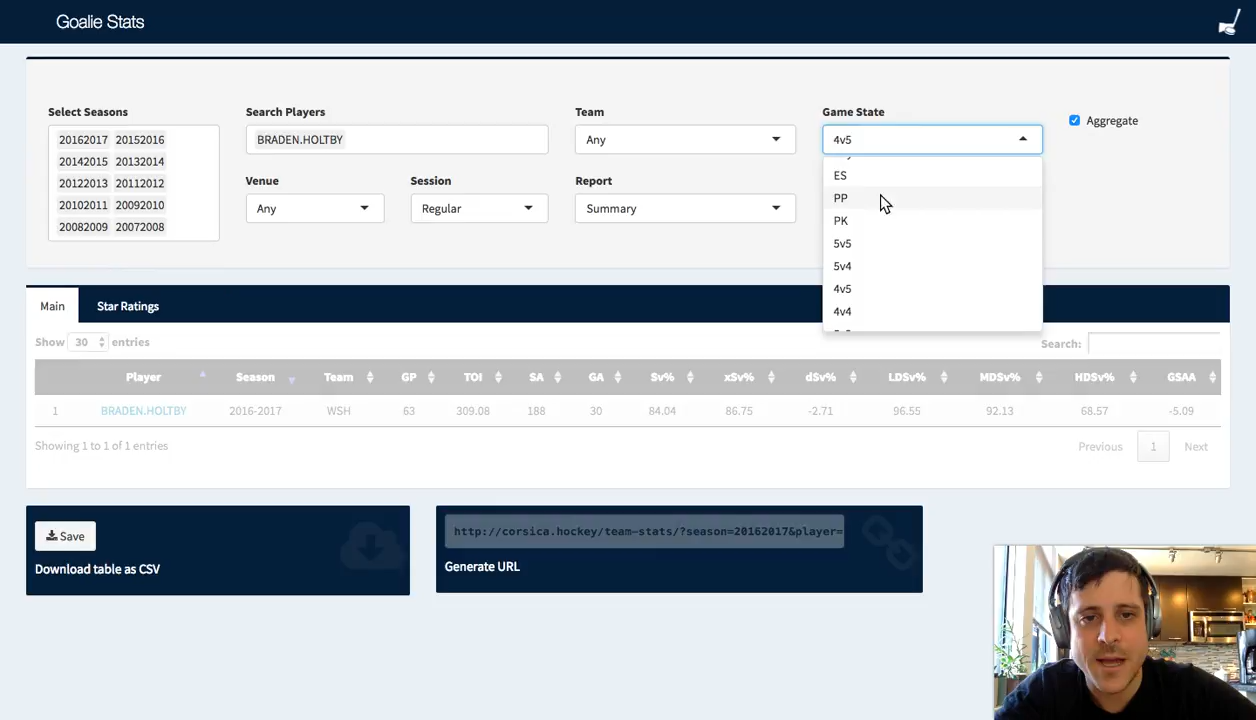 Goalie Stats
Select Seasons
20162017 20152016
20142015 20132014
20122013 20112012
20102011 20092010
20082009 20072008
Search Players
BRADEN.HOLTBY
Team
Any
Game State
4v5
Aggregate
Venue
Any
Session
Regular
Report
Summary
ES
PP
PK
5v5
5v4
4v5
4v4
Main Star Ratings
Show 30 entries
Search:
Player Season Team GP TOI SA GA Sv% xSv% dSv% LDSv% MDSv% HDSv% GSAA
1 BRADEN.HOLTBY 2016-2017 WSH 63 309.08 188 30 84.04 86.75 -2.71 96.55 92.13 68.57 -5.09
Showing 1 to 1 of 1 entries
Previous 1 Next
Save
Download table as CSV
http://corsica.hockey/team-stats/?season=20162017&player=
Generate URL